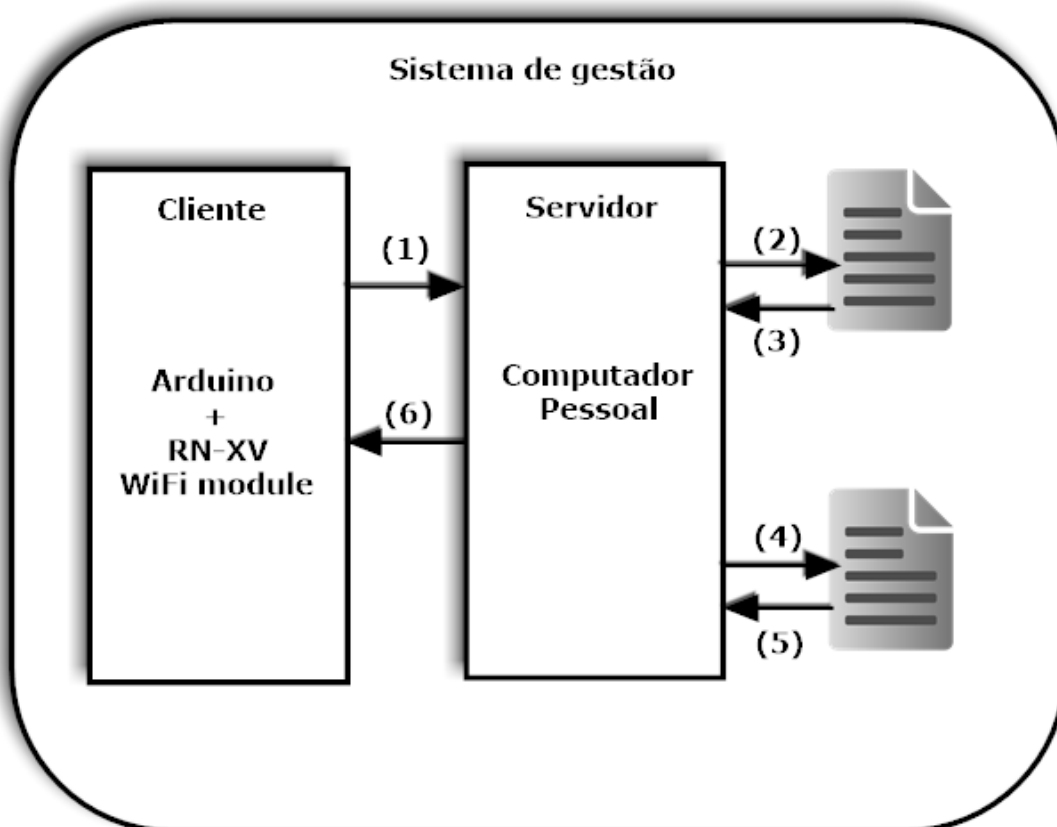 Sistema de gestão
Cliente
Arduino
+
RN-XV
WiFi module
(1)
(6)
Servidor
Computador
Pessoal
(2)
(3)
(4)
(5)